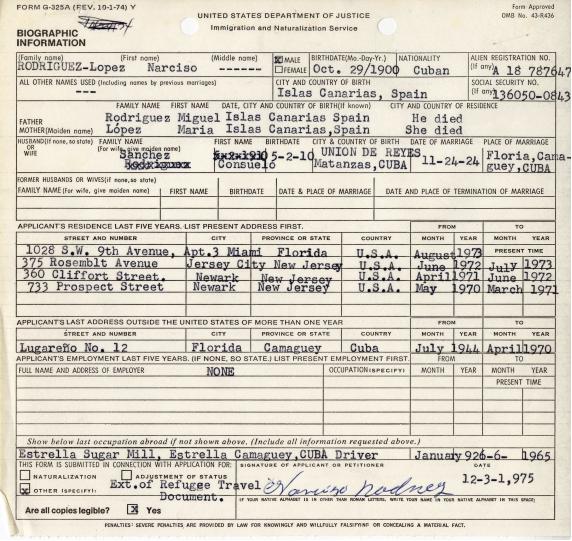 FORM G-325A (REV. 10-1-74) Y
Form Approved
OMB No. 43-R436
UNITED STATES DEPARTMENT OF JUSTICE
Immigration and Naturalization Service
BIOGRAPHIC
INFORMATION
(Family name) (First name) (Middle name)
RODRIGUEZ-Lopez Narciso ------
X MALE
FEMALE
BIRTHDATE(Mo.-Day-Yr.)
Oct. 29/1900
NATIONALITY
Cuban
ALIEN REGISTRATION NO.
(If any) A 18 787647
ALL OTHER NAMES USED (Including names by previous marriages)
---
CITY AND COUNTRY OF BIRTH
Islas Canarias, Spain
SOCIAL SECURITY NO.
(If any) 136050-0843
FAMILY NAME FIRST NAME DATE, CITY AND COUNTRY OF BIRTH(If known) CITY AND COUNTRY OF RESIDENCE
FATHER Rodriguez Miguel Islas Canarias Spain He died
MOTHER(Maiden name) López Maria Islas Canarias,Spain She died
HUSBAND(If none, so state) OR WIFE
FAMILY NAME (For wife, give maiden name) FIRST NAME BIRTHDATE CITY & COUNTRY OF BIRTH DATE OF MARRIAGE PLACE OF MARRIAGE
Sánchez 5-2-1910 5-2-10 UNION DE REYES 11-24-24 Floria,Cama-
Rodriguez Consuelo Matanzas,CUBA guey,CUBA
FORMER HUSBANDS OR WIVES(if none, so state)
FAMILY NAME (For wife, give maiden name) FIRST NAME BIRTHDATE DATE & PLACE OF MARRIAGE DATE AND PLACE OF TERMINATION OF MARRIAGE
APPLICANT'S RESIDENCE LAST FIVE YEARS. LIST PRESENT ADDRESS FIRST. FROM TO
STREET AND NUMBER CITY PROVINCE OR STATE COUNTRY MONTH YEAR MONTH YEAR
1028 S.W. 9th Avenue, Apt.3 Miami Florida U.S.A. August 1973 PRESENT TIME
375 Rosemblt Avenue Jersey City New Jersey U.S.A. June 1972 July 1973
360 Cliffort Street. Newark New Jersey U.S.A. April 1971 June 1972
733 Prospect Street Newark New Jersey U.S.A. May 1970 March 1971
APPLICANT'S LAST ADDRESS OUTSIDE THE UNITED STATES OF MORE THAN ONE YEAR FROM TO
STREET AND NUMBER CITY PROVINCE OR STATE COUNTRY MONTH YEAR MONTH YEAR
Lugareño No. 12 Florida Camaguey Cuba July 1944 April 1970
APPLICANT'S EMPLOYMENT LAST FIVE YEARS. (IF NONE, SO STATE.) LIST PRESENT EMPLOYMENT FIRST. FROM TO
FULL NAME AND ADDRESS OF EMPLOYER NONE OCCUPATION(SPECIFY) MONTH YEAR MONTH YEAR
PRESENT TIME
Show below last occupation abroad if not shown above. (Include all information requested above.)
Estrella Sugar Mill, Estrella Camaguey,CUBA Driver January 926-6- 1965
THIS FORM IS SUBMITTED IN CONNECTION WITH APPLICATION FOR: SIGNATURE OF APPLICANT OR PETITIONER DATE
NATURALIZATION ADJUSTMENT OF STATUS
X OTHER (SPECIFY): Ext.of Refugee Travel
Document.
12-3-1,975
Are all copies legible? X Yes
IF YOUR NATIVE ALPHABET IS IN OTHER THAN ROMAN LETTERS, WRITE YOUR NAME IN YOUR NATIVE ALPHABET IN THIS SPACE:
PENALTIES: SEVERE PENALTIES ARE PROVIDED BY LAW FOR KNOWINGLY AND WILLFULLY FALSIFYING OR CONCEALING A MATERIAL FACT.